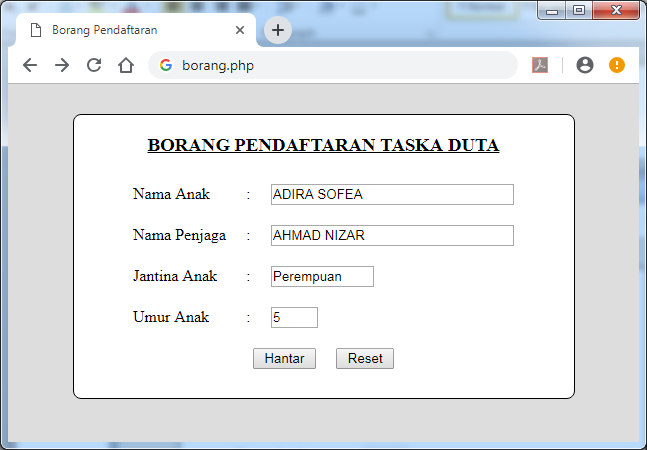 Borang Pendaftaran
borang.php
BORANG PENDAFTARAN TASKA DUTA
Nama Anak : ADIRA SOFEA
Nama Penjaga : AHMAD NIZAR
Jantina Anak : Perempuan
Umur Anak : 5
Hantar Reset